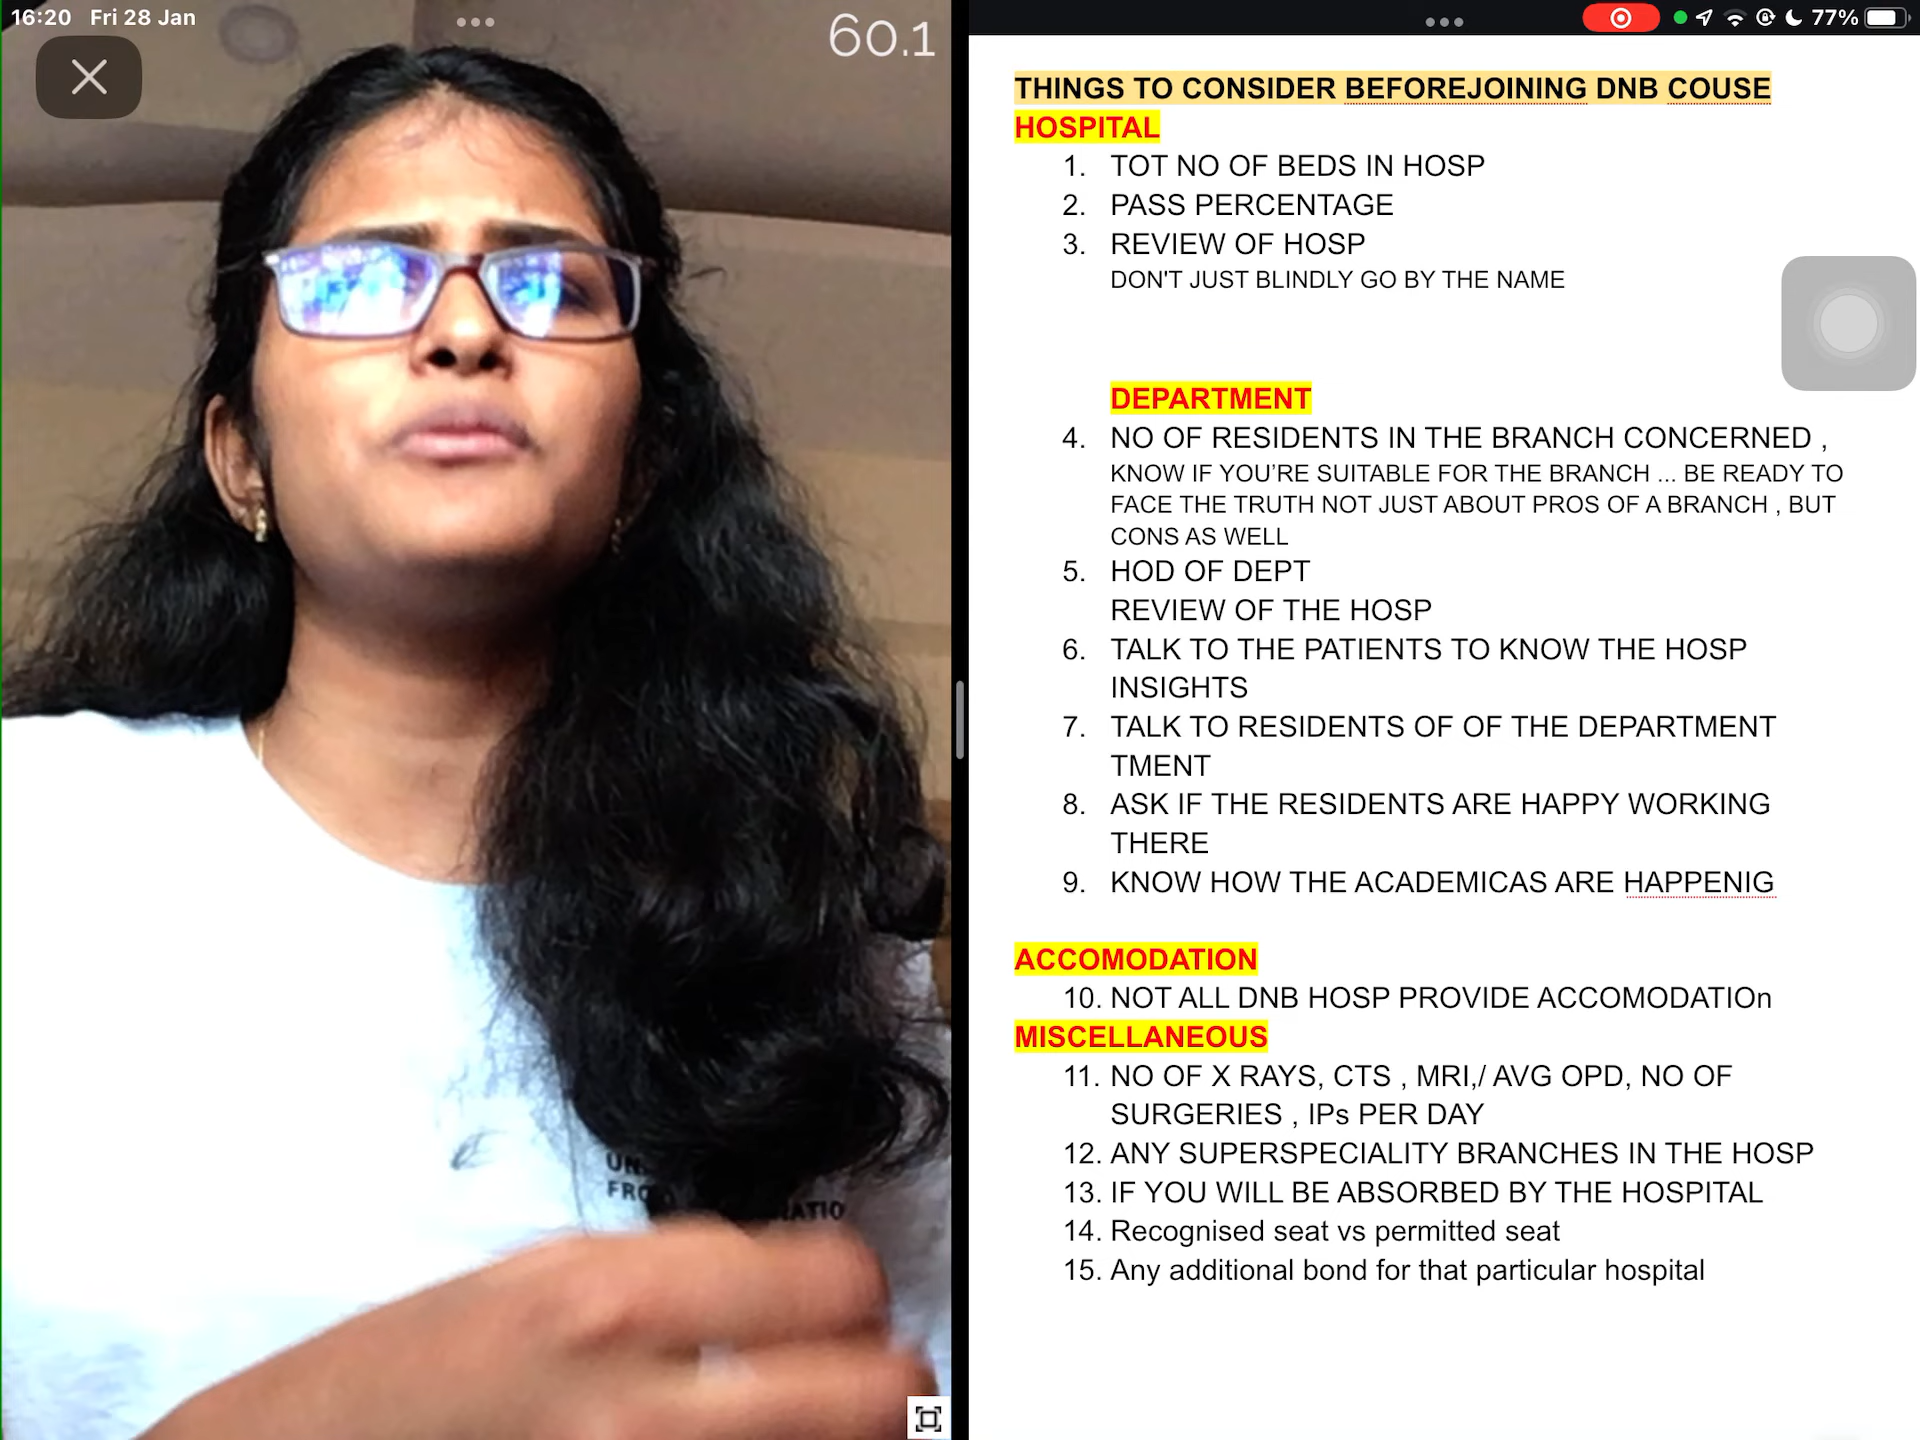 16:20 Fri 28 Jan
60.1
77%
THINGS TO CONSIDER BEFOREJOINING DNB COUSE
HOSPITAL
1. TOT NO OF BEDS IN HOSP
2. PASS PERCENTAGE
3. REVIEW OF HOSP
DON'T JUST BLINDLY GO BY THE NAME
DEPARTMENT
4. NO OF RESIDENTS IN THE BRANCH CONCERNED ,
KNOW IF YOU’RE SUITABLE FOR THE BRANCH ... BE READY TO
FACE THE TRUTH NOT JUST ABOUT PROS OF A BRANCH , BUT
CONS AS WELL
5. HOD OF DEPT
REVIEW OF THE HOSP
6. TALK TO THE PATIENTS TO KNOW THE HOSP
INSIGHTS
7. TALK TO RESIDENTS OF OF THE DEPARTMENT
TMENT
8. ASK IF THE RESIDENTS ARE HAPPY WORKING
THERE
9. KNOW HOW THE ACADEMICAS ARE HAPPENIG
ACCOMODATION
10. NOT ALL DNB HOSP PROVIDE ACCOMODATIOn
MISCELLANEOUS
11. NO OF X RAYS, CTS , MRI,/ AVG OPD, NO OF
SURGERIES , IPs PER DAY
12. ANY SUPERSPECIALITY BRANCHES IN THE HOSP
13. IF YOU WILL BE ABSORBED BY THE HOSPITAL
14. Recognised seat vs permitted seat
15. Any additional bond for that particular hospital